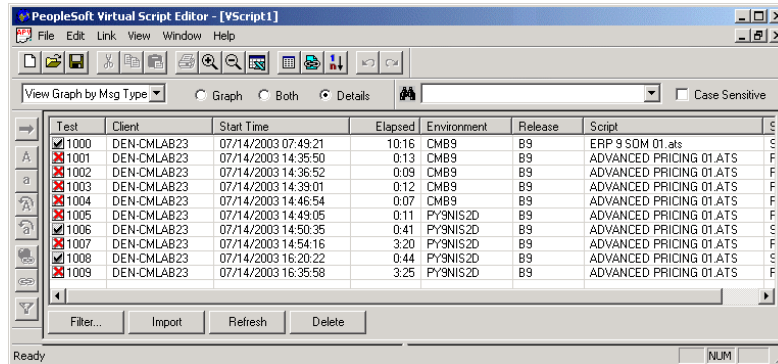 PeopleSoft Virtual Script Editor - [VScript1]
File Edit Link View Window Help
View Graph by Msg Type Graph Both Details Case Sensitive
Test Client Start Time Elapsed Environment Release Script S
1000 DEN-CMLAB23 07/14/2003 07:49:21 10:16 CMB9 B9 ERP 9 SOM 01.ats S
1001 DEN-CMLAB23 07/14/2003 14:35:50 0:13 CMB9 B9 ADVANCED PRICING 01.ATS F
1002 DEN-CMLAB23 07/14/2003 14:36:52 0:09 CMB9 B9 ADVANCED PRICING 01.ATS F
1003 DEN-CMLAB23 07/14/2003 14:39:01 0:12 CMB9 B9 ADVANCED PRICING 01.ATS F
1004 DEN-CMLAB23 07/14/2003 14:46:54 0:07 CMB9 B9 ADVANCED PRICING 01.ATS F
1005 DEN-CMLAB23 07/14/2003 14:49:05 0:11 PY9NIS2D B9 ADVANCED PRICING 01.ATS F
1006 DEN-CMLAB23 07/14/2003 14:50:35 0:41 PY9NIS2D B9 ADVANCED PRICING 01.ATS S
1007 DEN-CMLAB23 07/14/2003 14:54:16 3:20 PY9NIS2D B9 ADVANCED PRICING 01.ATS F
1008 DEN-CMLAB23 07/14/2003 16:20:22 0:44 PY9NIS2D B9 ADVANCED PRICING 01.ATS S
1009 DEN-CMLAB23 07/14/2003 16:35:58 3:25 PY9NIS2D B9 ADVANCED PRICING 01.ATS F
Filter... Import Refresh Delete
Ready NUM